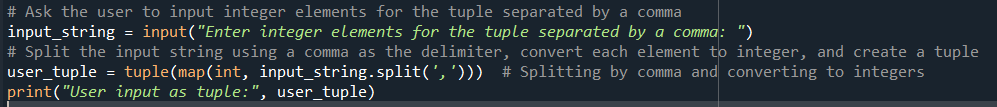 # Ask the user to input integer elements for the tuple separated by a comma
input_string = input("Enter integer elements for the tuple separated by a comma: ")
# Split the input string using a comma as the delimiter, convert each element to integer, and create a tuple
user_tuple = tuple(map(int, input_string.split(',')))  # Splitting by comma and converting to integers
print("User input as tuple:", user_tuple)